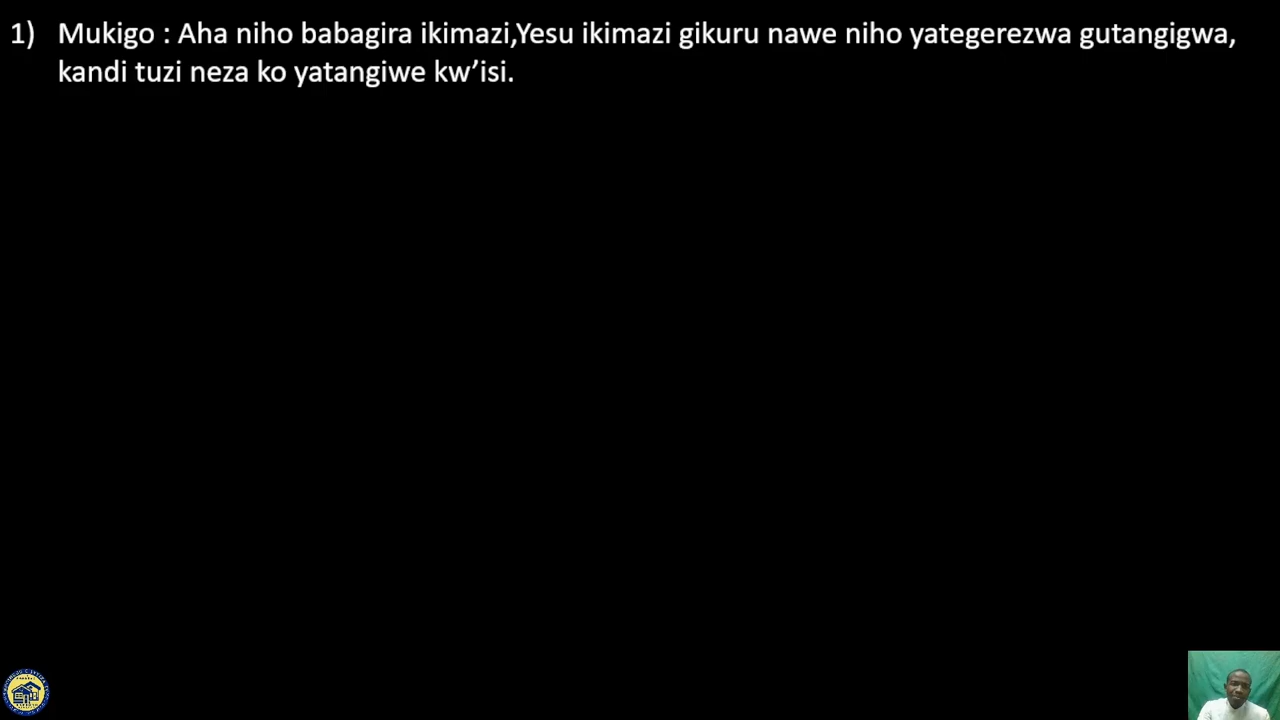 1) Mukigo : Aha niho babagira ikimazi,Yesu ikimazi gikuru nawe niho yategerezwa gutangigwa,
kandi tuzi neza ko yatangiwe kw’isi.